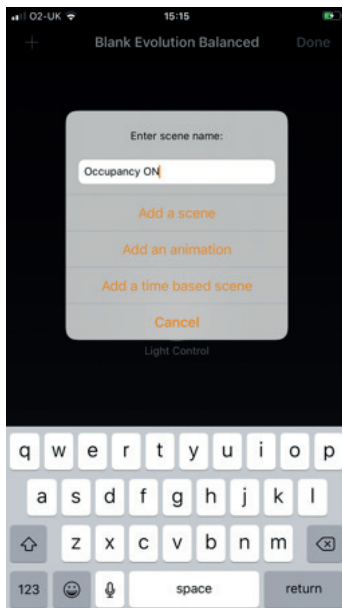 O2-UK 15:15
+ Blank Evolution Balanced Done
Enter scene name:
Occupancy ON
Add a scene
Add an animation
Add a time based scene
Cancel
Light Control
q w e r t y u i o p
a s d f g h j k l
z x c v b n m
123 space return